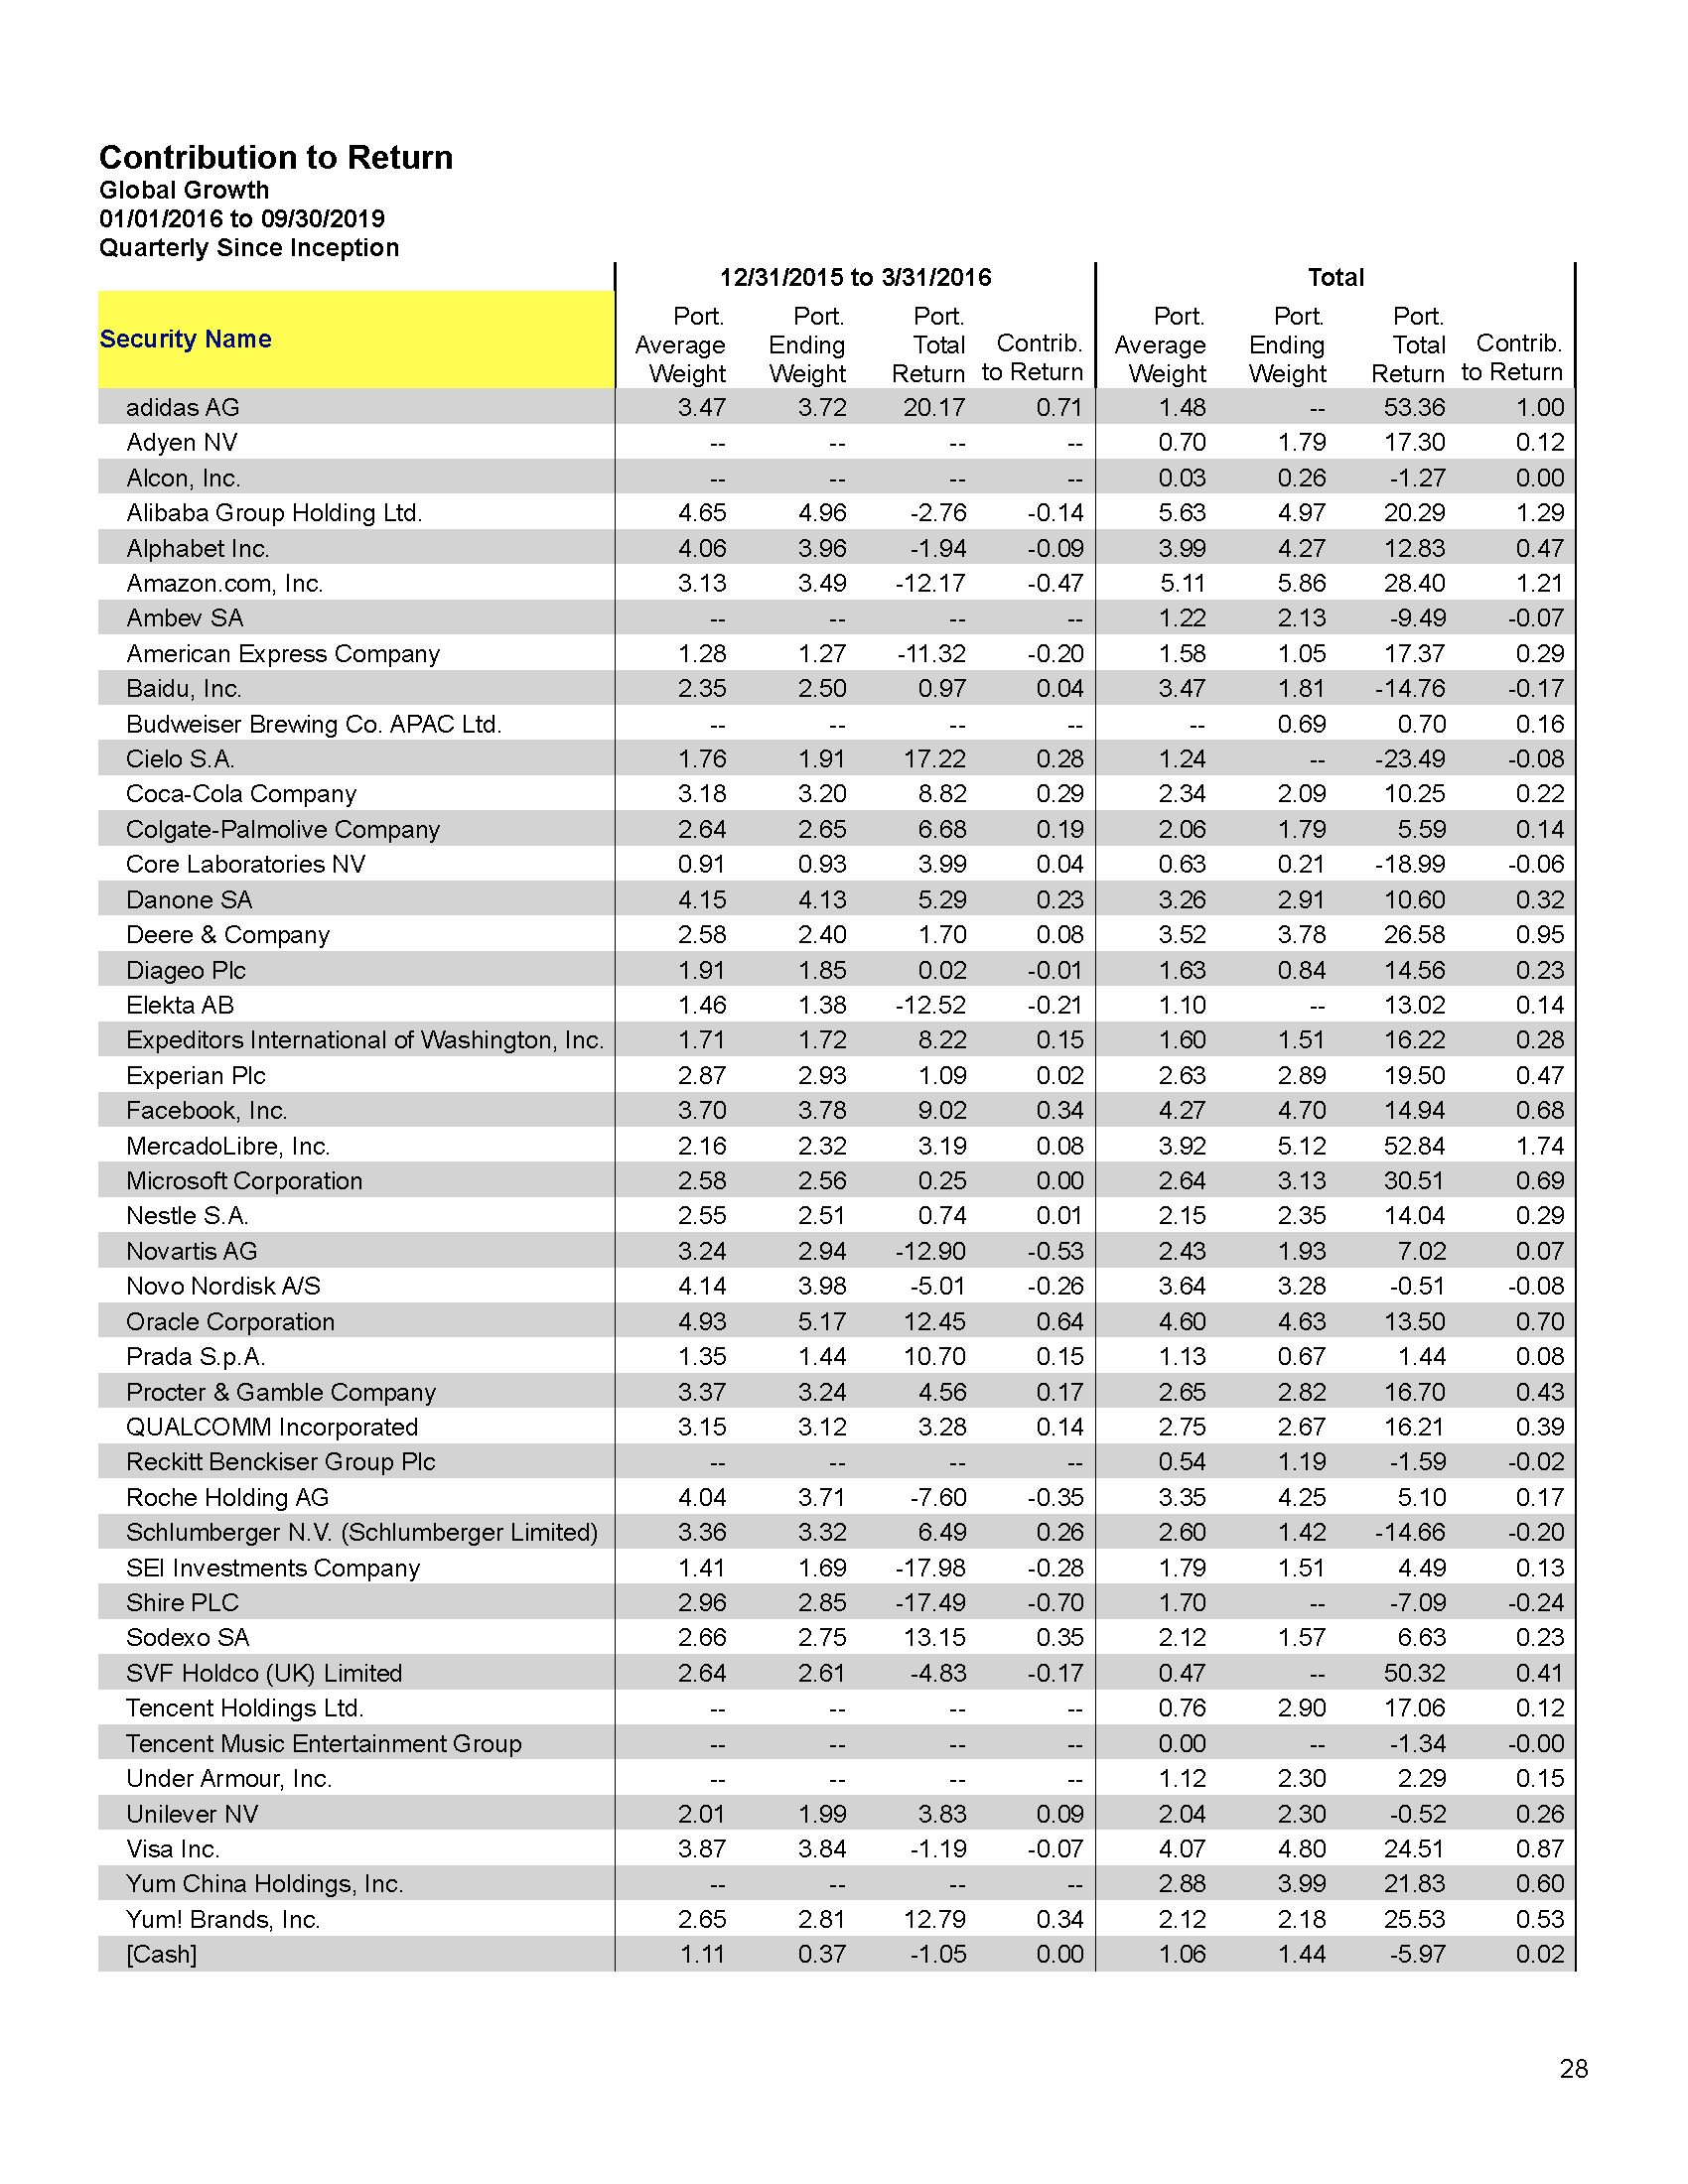 Contribution to Return
Global Growth
01/01/2016 to 09/30/2019
Quarterly Since Inception
12/31/2015 to 3/31/2016 Total
Security Name Port. Average Weight Port. Ending Weight Port. Total Return Contrib. to Return Port. Average Weight Port. Ending Weight Port. Total Return Contrib. to Return
adidas AG 3.47 3.72 20.17 0.71 1.48 -- 53.36 1.00
Adyen NV -- -- -- -- 0.70 1.79 17.30 0.12
Alcon, Inc. -- -- -- -- 0.03 0.26 -1.27 0.00
Alibaba Group Holding Ltd. 4.65 4.96 -2.76 -0.14 5.63 4.97 20.29 1.29
Alphabet Inc. 4.06 3.96 -1.94 -0.09 3.99 4.27 12.83 0.47
Amazon.com, Inc. 3.13 3.49 -12.17 -0.47 5.11 5.86 28.40 1.21
Ambev SA -- -- -- -- 1.22 2.13 -9.49 -0.07
American Express Company 1.28 1.27 -11.32 -0.20 1.58 1.05 17.37 0.29
Baidu, Inc. 2.35 2.50 0.97 0.04 3.47 1.81 -14.76 -0.17
Budweiser Brewing Co. APAC Ltd. -- -- -- -- -- 0.69 0.70 0.16
Cielo S.A. 1.76 1.91 17.22 0.28 1.24 -- -23.49 -0.08
Coca-Cola Company 3.18 3.20 8.82 0.29 2.34 2.09 10.25 0.22
Colgate-Palmolive Company 2.64 2.65 6.68 0.19 2.06 1.79 5.59 0.14
Core Laboratories NV 0.91 0.93 3.99 0.04 0.63 0.21 -18.99 -0.06
Danone SA 4.15 4.13 5.29 0.23 3.26 2.91 10.60 0.32
Deere & Company 2.58 2.40 1.70 0.08 3.52 3.78 26.58 0.95
Diageo Plc 1.91 1.85 0.02 -0.01 1.63 0.84 14.56 0.23
Elekta AB 1.46 1.38 -12.52 -0.21 1.10 -- 13.02 0.14
Expeditors International of Washington, Inc. 1.71 1.72 8.22 0.15 1.60 1.51 16.22 0.28
Experian Plc 2.87 2.93 1.09 0.02 2.63 2.89 19.50 0.47
Facebook, Inc. 3.70 3.78 9.02 0.34 4.27 4.70 14.94 0.68
MercadoLibre, Inc. 2.16 2.32 3.19 0.08 3.92 5.12 52.84 1.74
Microsoft Corporation 2.58 2.56 0.25 0.00 2.64 3.13 30.51 0.69
Nestle S.A. 2.55 2.51 0.74 0.01 2.15 2.35 14.04 0.29
Novartis AG 3.24 2.94 -12.90 -0.53 2.43 1.93 7.02 0.07
Novo Nordisk A/S 4.14 3.98 -5.01 -0.26 3.64 3.28 -0.51 -0.08
Oracle Corporation 4.93 5.17 12.45 0.64 4.60 4.63 13.50 0.70
Prada S.p.A. 1.35 1.44 10.70 0.15 1.13 0.67 1.44 0.08
Procter & Gamble Company 3.37 3.24 4.56 0.17 2.65 2.82 16.70 0.43
QUALCOMM Incorporated 3.15 3.12 3.28 0.14 2.75 2.67 16.21 0.39
Reckitt Benckiser Group Plc -- -- -- -- 0.54 1.19 -1.59 -0.02
Roche Holding AG 4.04 3.71 -7.60 -0.35 3.35 4.25 5.10 0.17
Schlumberger N.V. (Schlumberger Limited) 3.36 3.32 6.49 0.26 2.60 1.42 -14.66 -0.20
SEI Investments Company 1.41 1.69 -17.98 -0.28 1.79 1.51 4.49 0.13
Shire PLC 2.96 2.85 -17.49 -0.70 1.70 -- -7.09 -0.24
Sodexo SA 2.66 2.75 13.15 0.35 2.12 1.57 6.63 0.23
SVF Holdco (UK) Limited 2.64 2.61 -4.83 -0.17 0.47 -- 50.32 0.41
Tencent Holdings Ltd. -- -- -- -- 0.76 2.90 17.06 0.12
Tencent Music Entertainment Group -- -- -- -- 0.00 -- -1.34 -0.00
Under Armour, Inc. -- -- -- -- 1.12 2.30 2.29 0.15
Unilever NV 2.01 1.99 3.83 0.09 2.04 2.30 -0.52 0.26
Visa Inc. 3.87 3.84 -1.19 -0.07 4.07 4.80 24.51 0.87
Yum China Holdings, Inc. -- -- -- -- 2.88 3.99 21.83 0.60
Yum! Brands, Inc. 2.65 2.81 12.79 0.34 2.12 2.18 25.53 0.53
[Cash] 1.11 0.37 -1.05 0.00 1.06 1.44 -5.97 0.02
28